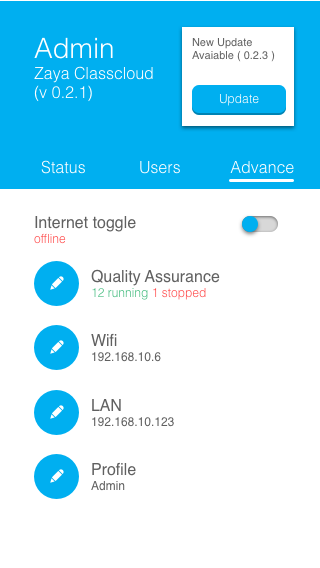 Admin
Zaya Classcloud
(v 0.2.1)
New Update
Avaiable ( 0.2.3 )
Update
Status
Users
Advance
Internet toggle
offline
Quality Assurance
12 running 1 stopped
Wifi
192.168.10.6
LAN
192.168.10.123
Profile
Admin